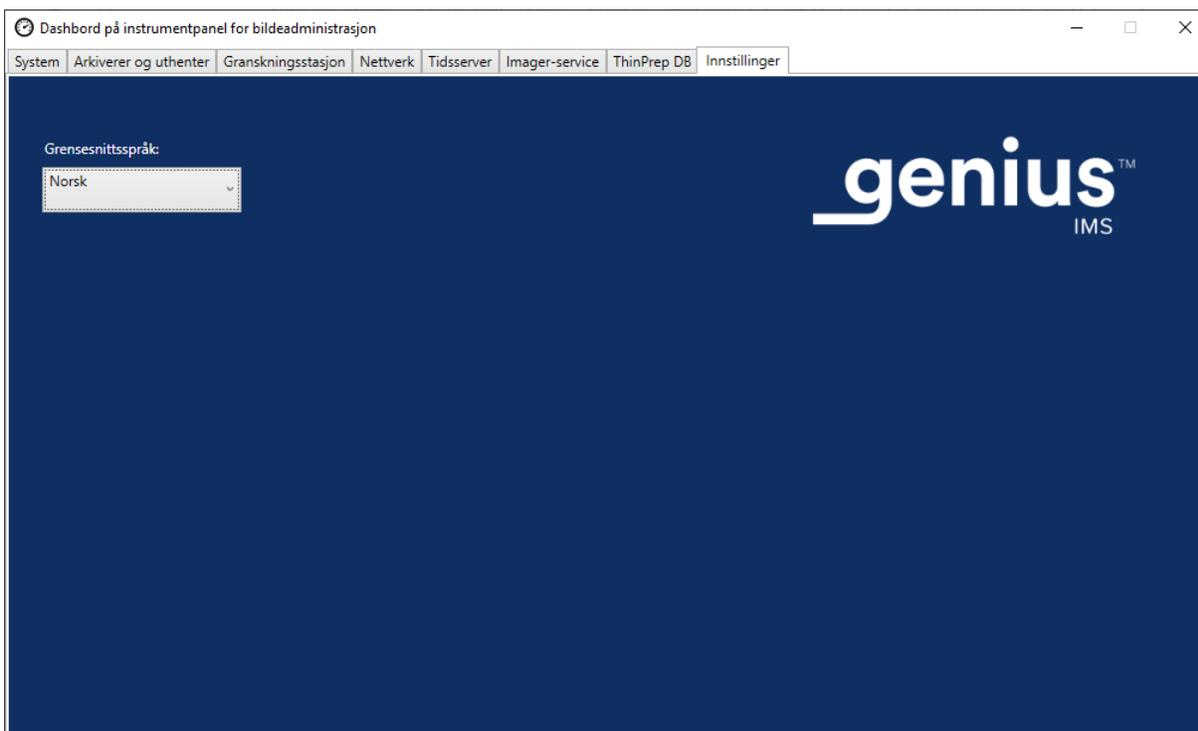 Dashbord på instrumentpanel for bildeadministrasjon
System Arkiverer og uthenter Granskningsstasjon Nettverk Tidsserver Imager-service ThinPrep DB Innstillinger
Grensesnittsspråk:
Norsk
genius™
IMS